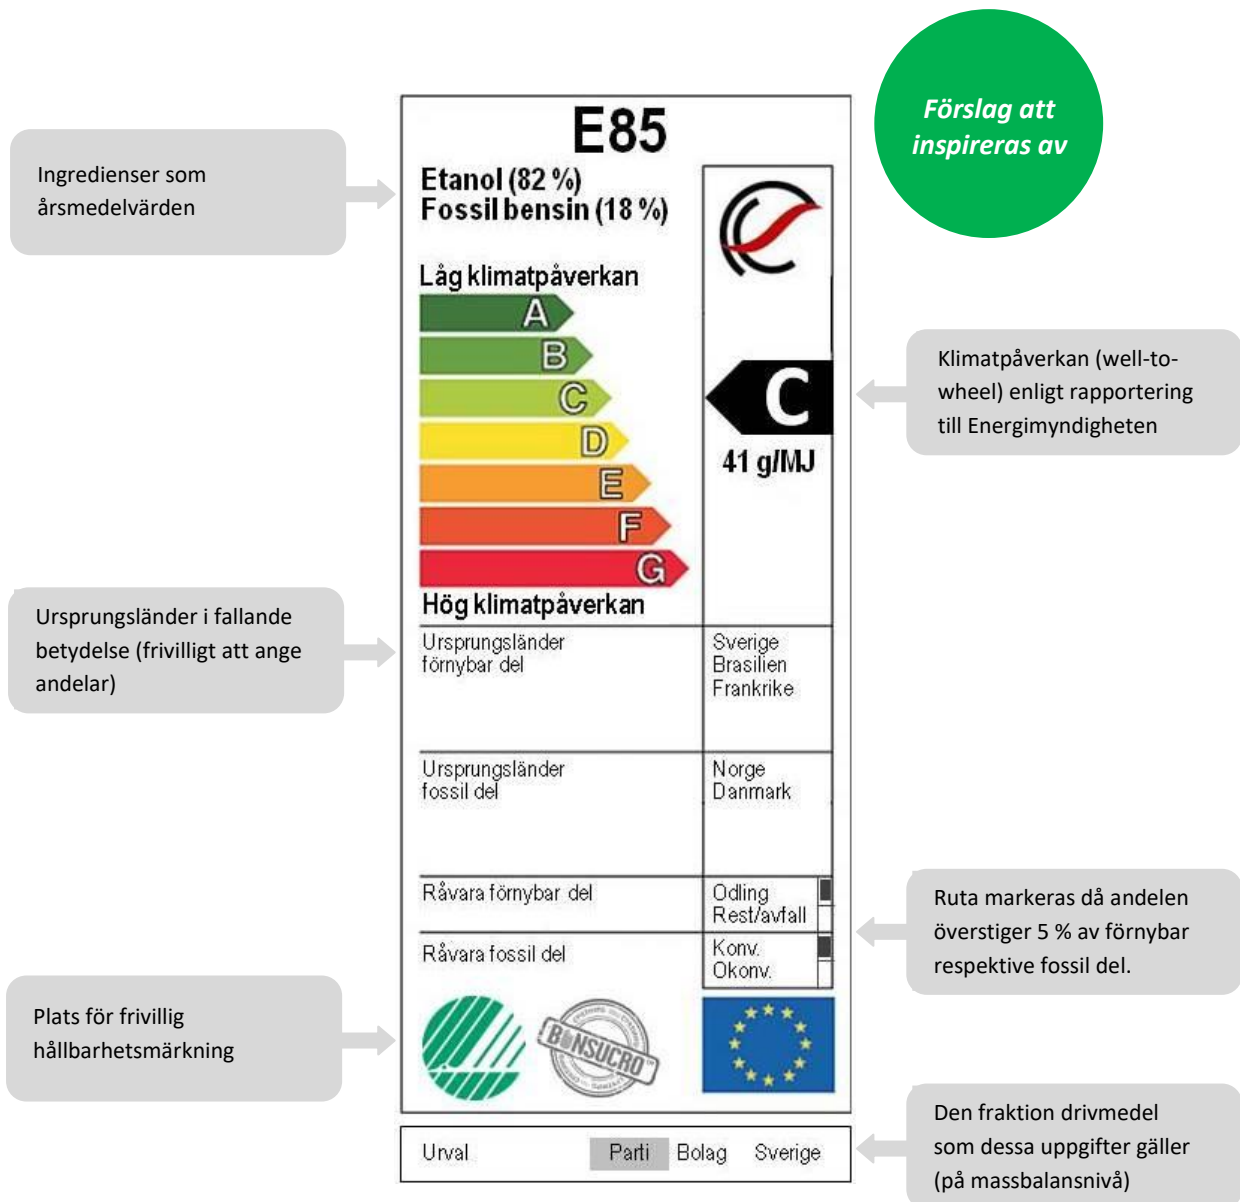 Förslag att
inspireras av
E85
Ingredienser som
årsmedelvärden
Etanol (82 %)
Fossil bensin (18 %)
Låg klimatpåverkan
A
B
C
D
E
F
G
Hög klimatpåverkan
C
41 g/MJ
Klimatpåverkan (well-to-
wheel) enligt rapportering
till Energimyndigheten
Ursprungsländer i fallande
betydelse (frivilligt att ange
andelar)
Ursprungsländer
förnybar del
Sverige
Brasilien
Frankrike
Ursprungsländer
fossil del
Norge
Danmark
Råvara förnybar del
Odling
Rest/avfall
Råvara fossil del
Konv.
Okonv.
Ruta markeras då andelen
överstiger 5 % av förnybar
respektive fossil del.
Plats för frivillig
hållbarhetsmärkning
BONSUCRO
Urval Parti Bolag Sverige
Den fraktion drivmedel
som dessa uppgifter gäller
(på massbalansnivå)